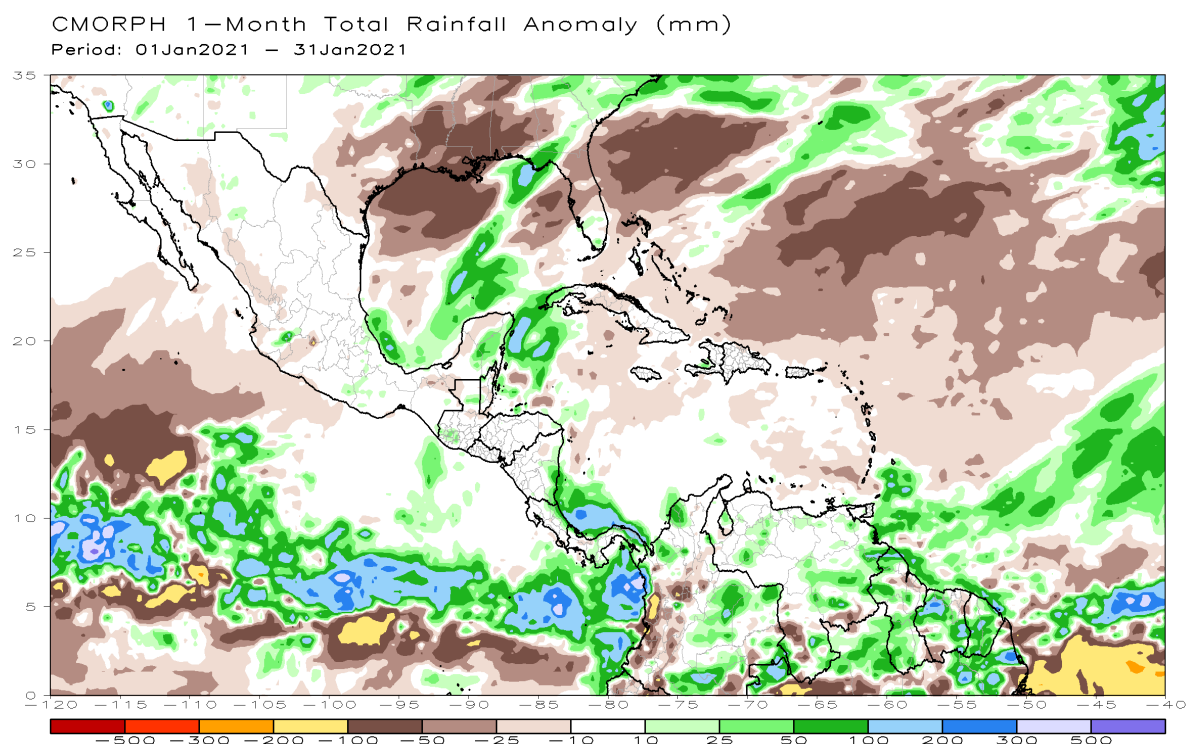 CMORPH 1-Month Total Rainfall Anomaly (mm)
Period: 01Jan2021 - 31Jan2021
35
30
25
20
15
10
5
0
-120 -115 -110 -105 -100 -95 -90 -85 -80 -75 -70 -65 -60 -55 -50 -45 -40
-500 -300 -200 -100 -50 -25 -10 10 25 50 100 200 300 500